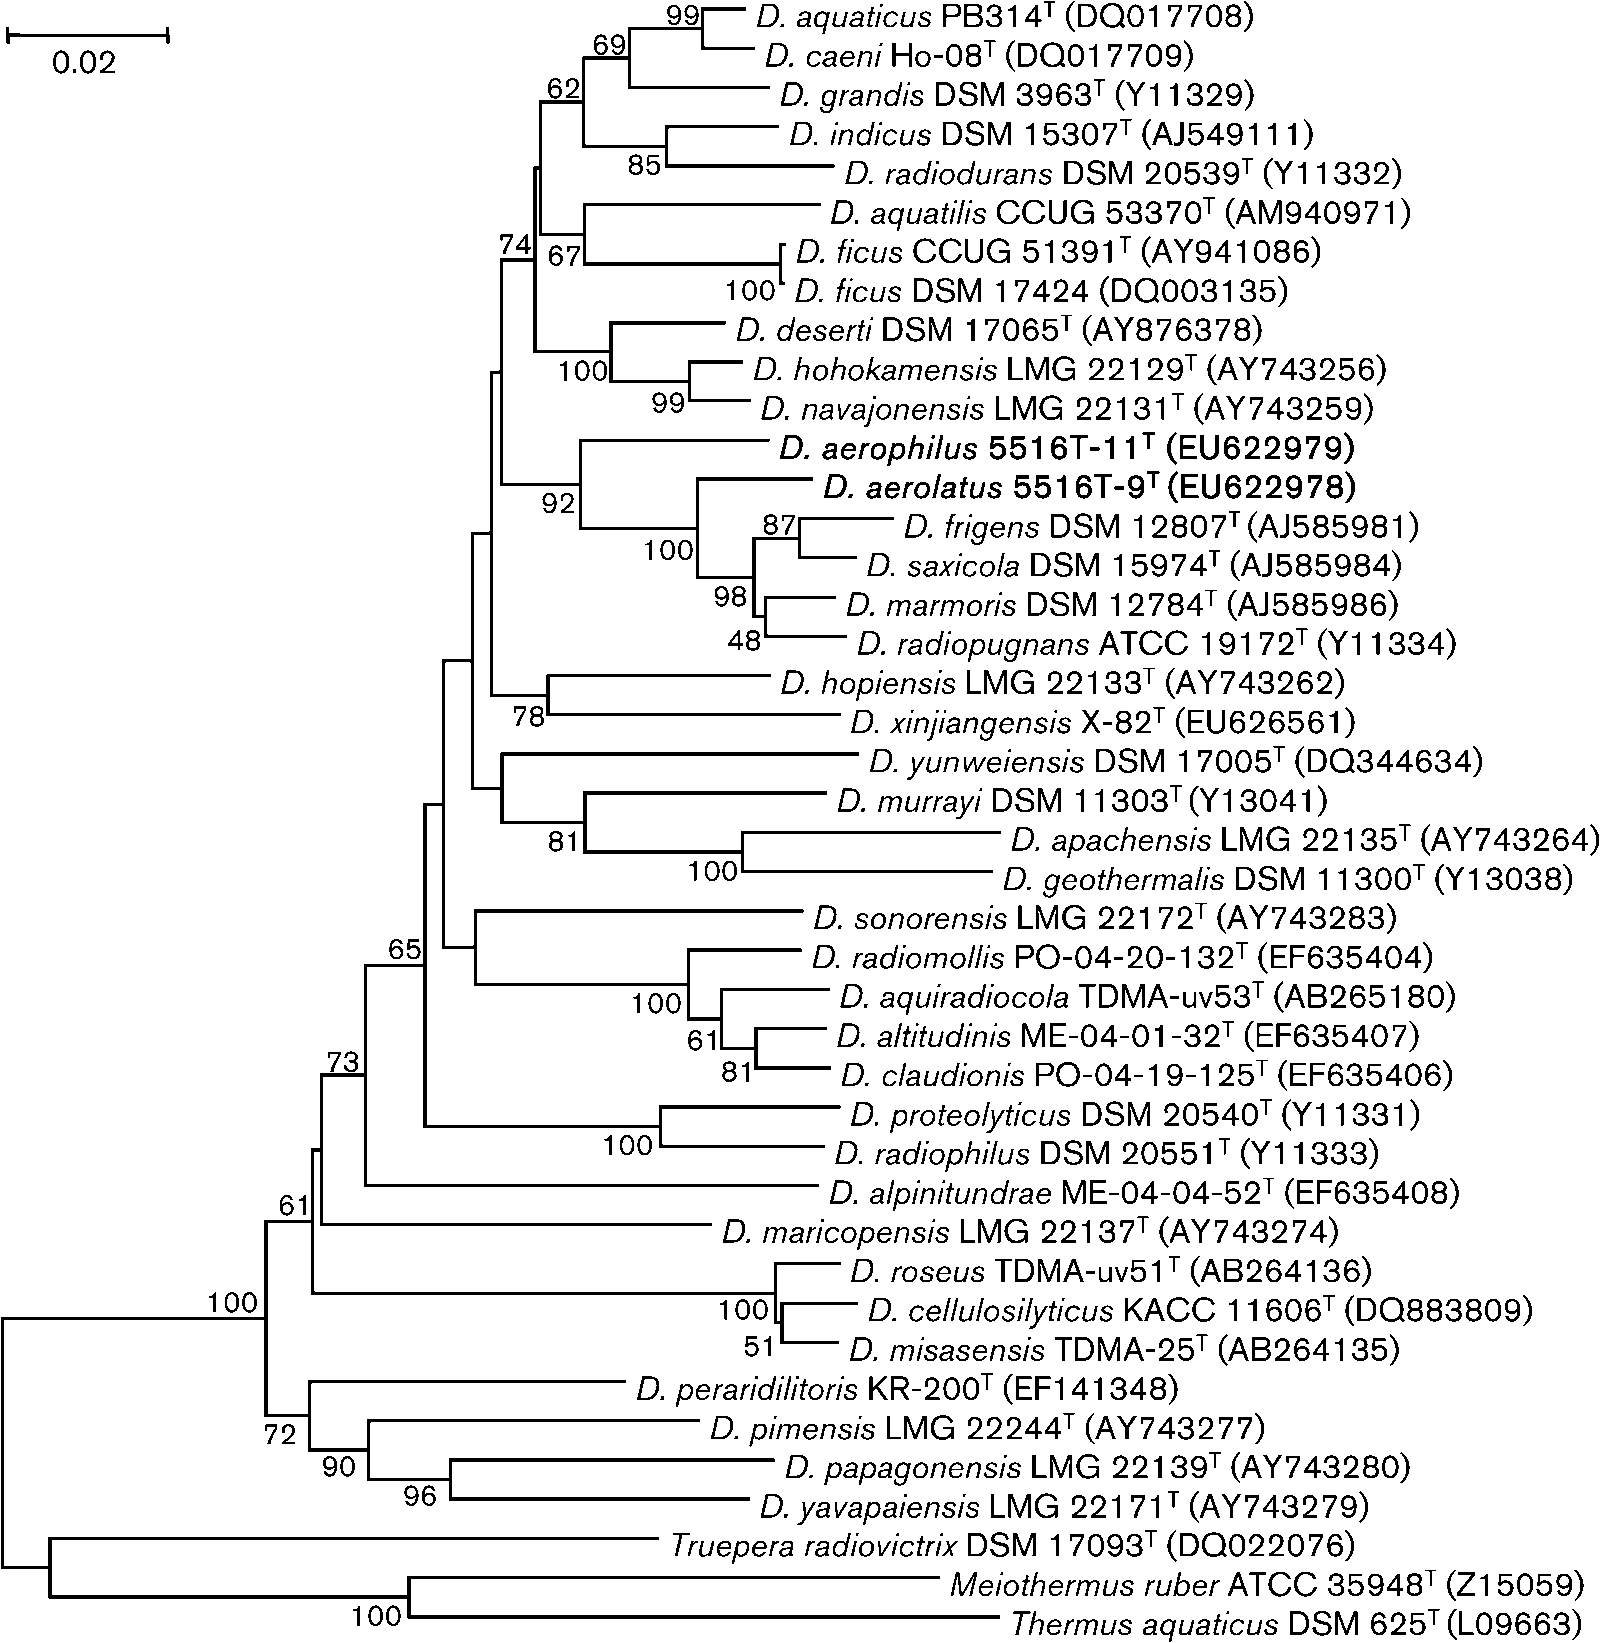 0.02
99
D. aquaticus PB314ᵀ (DQ017708)
D. caeni Ho-08ᵀ (DQ017709)
69
D. grandis DSM 3963ᵀ (Y11329)
62
D. indicus DSM 15307ᵀ (AJ549111)
85
D. radiodurans DSM 20539ᵀ (Y11332)
D. aquatilis CCUG 53370ᵀ (AM940971)
74
67
D. ficus CCUG 51391ᵀ (AY941086)
100
D. ficus DSM 17424 (DQ003135)
D. deserti DSM 17065ᵀ (AY876378)
100
D. hohokamensis LMG 22129ᵀ (AY743256)
99
D. navajonensis LMG 22131ᵀ (AY743259)
D. aerophilus 5516T-11ᵀ (EU622979)
92
D. aerolatus 5516T-9ᵀ (EU622978)
87
D. frigens DSM 12807ᵀ (AJ585981)
100
D. saxicola DSM 15974ᵀ (AJ585984)
98
D. marmoris DSM 12784ᵀ (AJ585986)
48
D. radiopugnans ATCC 19172ᵀ (Y11334)
D. hopiensis LMG 22133ᵀ (AY743262)
78
D. xinjiangensis X-82ᵀ (EU626561)
D. yunweiensis DSM 17005ᵀ (DQ344634)
D. murrayi DSM 11303ᵀ (Y13041)
81
D. apachensis LMG 22135ᵀ (AY743264)
100
D. geothermalis DSM 11300ᵀ (Y13038)
D. sonorensis LMG 22172ᵀ (AY743283)
65
D. radiomollis PO-04-20-132ᵀ (EF635404)
100
D. aquiradiocola TDMA-uv53ᵀ (AB265180)
61
D. altitudinis ME-04-01-32ᵀ (EF635407)
81
D. claudionis PO-04-19-125ᵀ (EF635406)
73
D. proteolyticus DSM 20540ᵀ (Y11331)
100
D. radiophilus DSM 20551ᵀ (Y11333)
D. alpinitundrae ME-04-04-52ᵀ (EF635408)
61
D. maricopensis LMG 22137ᵀ (AY743274)
D. roseus TDMA-uv51ᵀ (AB264136)
100
100
D. cellulosilyticus KACC 11606ᵀ (DQ883809)
51
D. misasensis TDMA-25ᵀ (AB264135)
D. peraridilitoris KR-200ᵀ (EF141348)
72
D. pimensis LMG 22244ᵀ (AY743277)
90
D. papagonensis LMG 22139ᵀ (AY743280)
96
D. yavapaiensis LMG 22171ᵀ (AY743279)
Truepera radiovictrix DSM 17093ᵀ (DQ022076)
Meiothermus ruber ATCC 35948ᵀ (Z15059)
100
Thermus aquaticus DSM 625ᵀ (L09663)